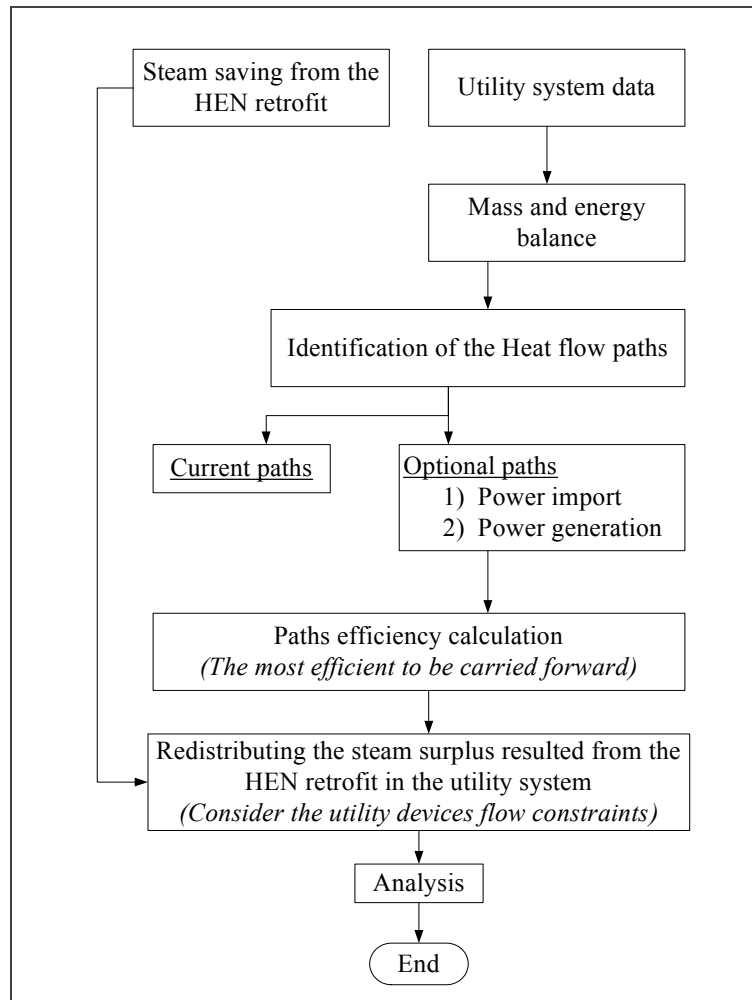 Steam saving from the
HEN retrofit
Utility system data
Mass and energy
balance
Identification of the Heat flow paths
Current paths
Optional paths
1) Power import
2) Power generation
Paths efficiency calculation
(The most efficient to be carried forward)
Redistributing the steam surplus resulted from the
HEN retrofit in the utility system
(Consider the utility devices flow constraints)
Analysis
End